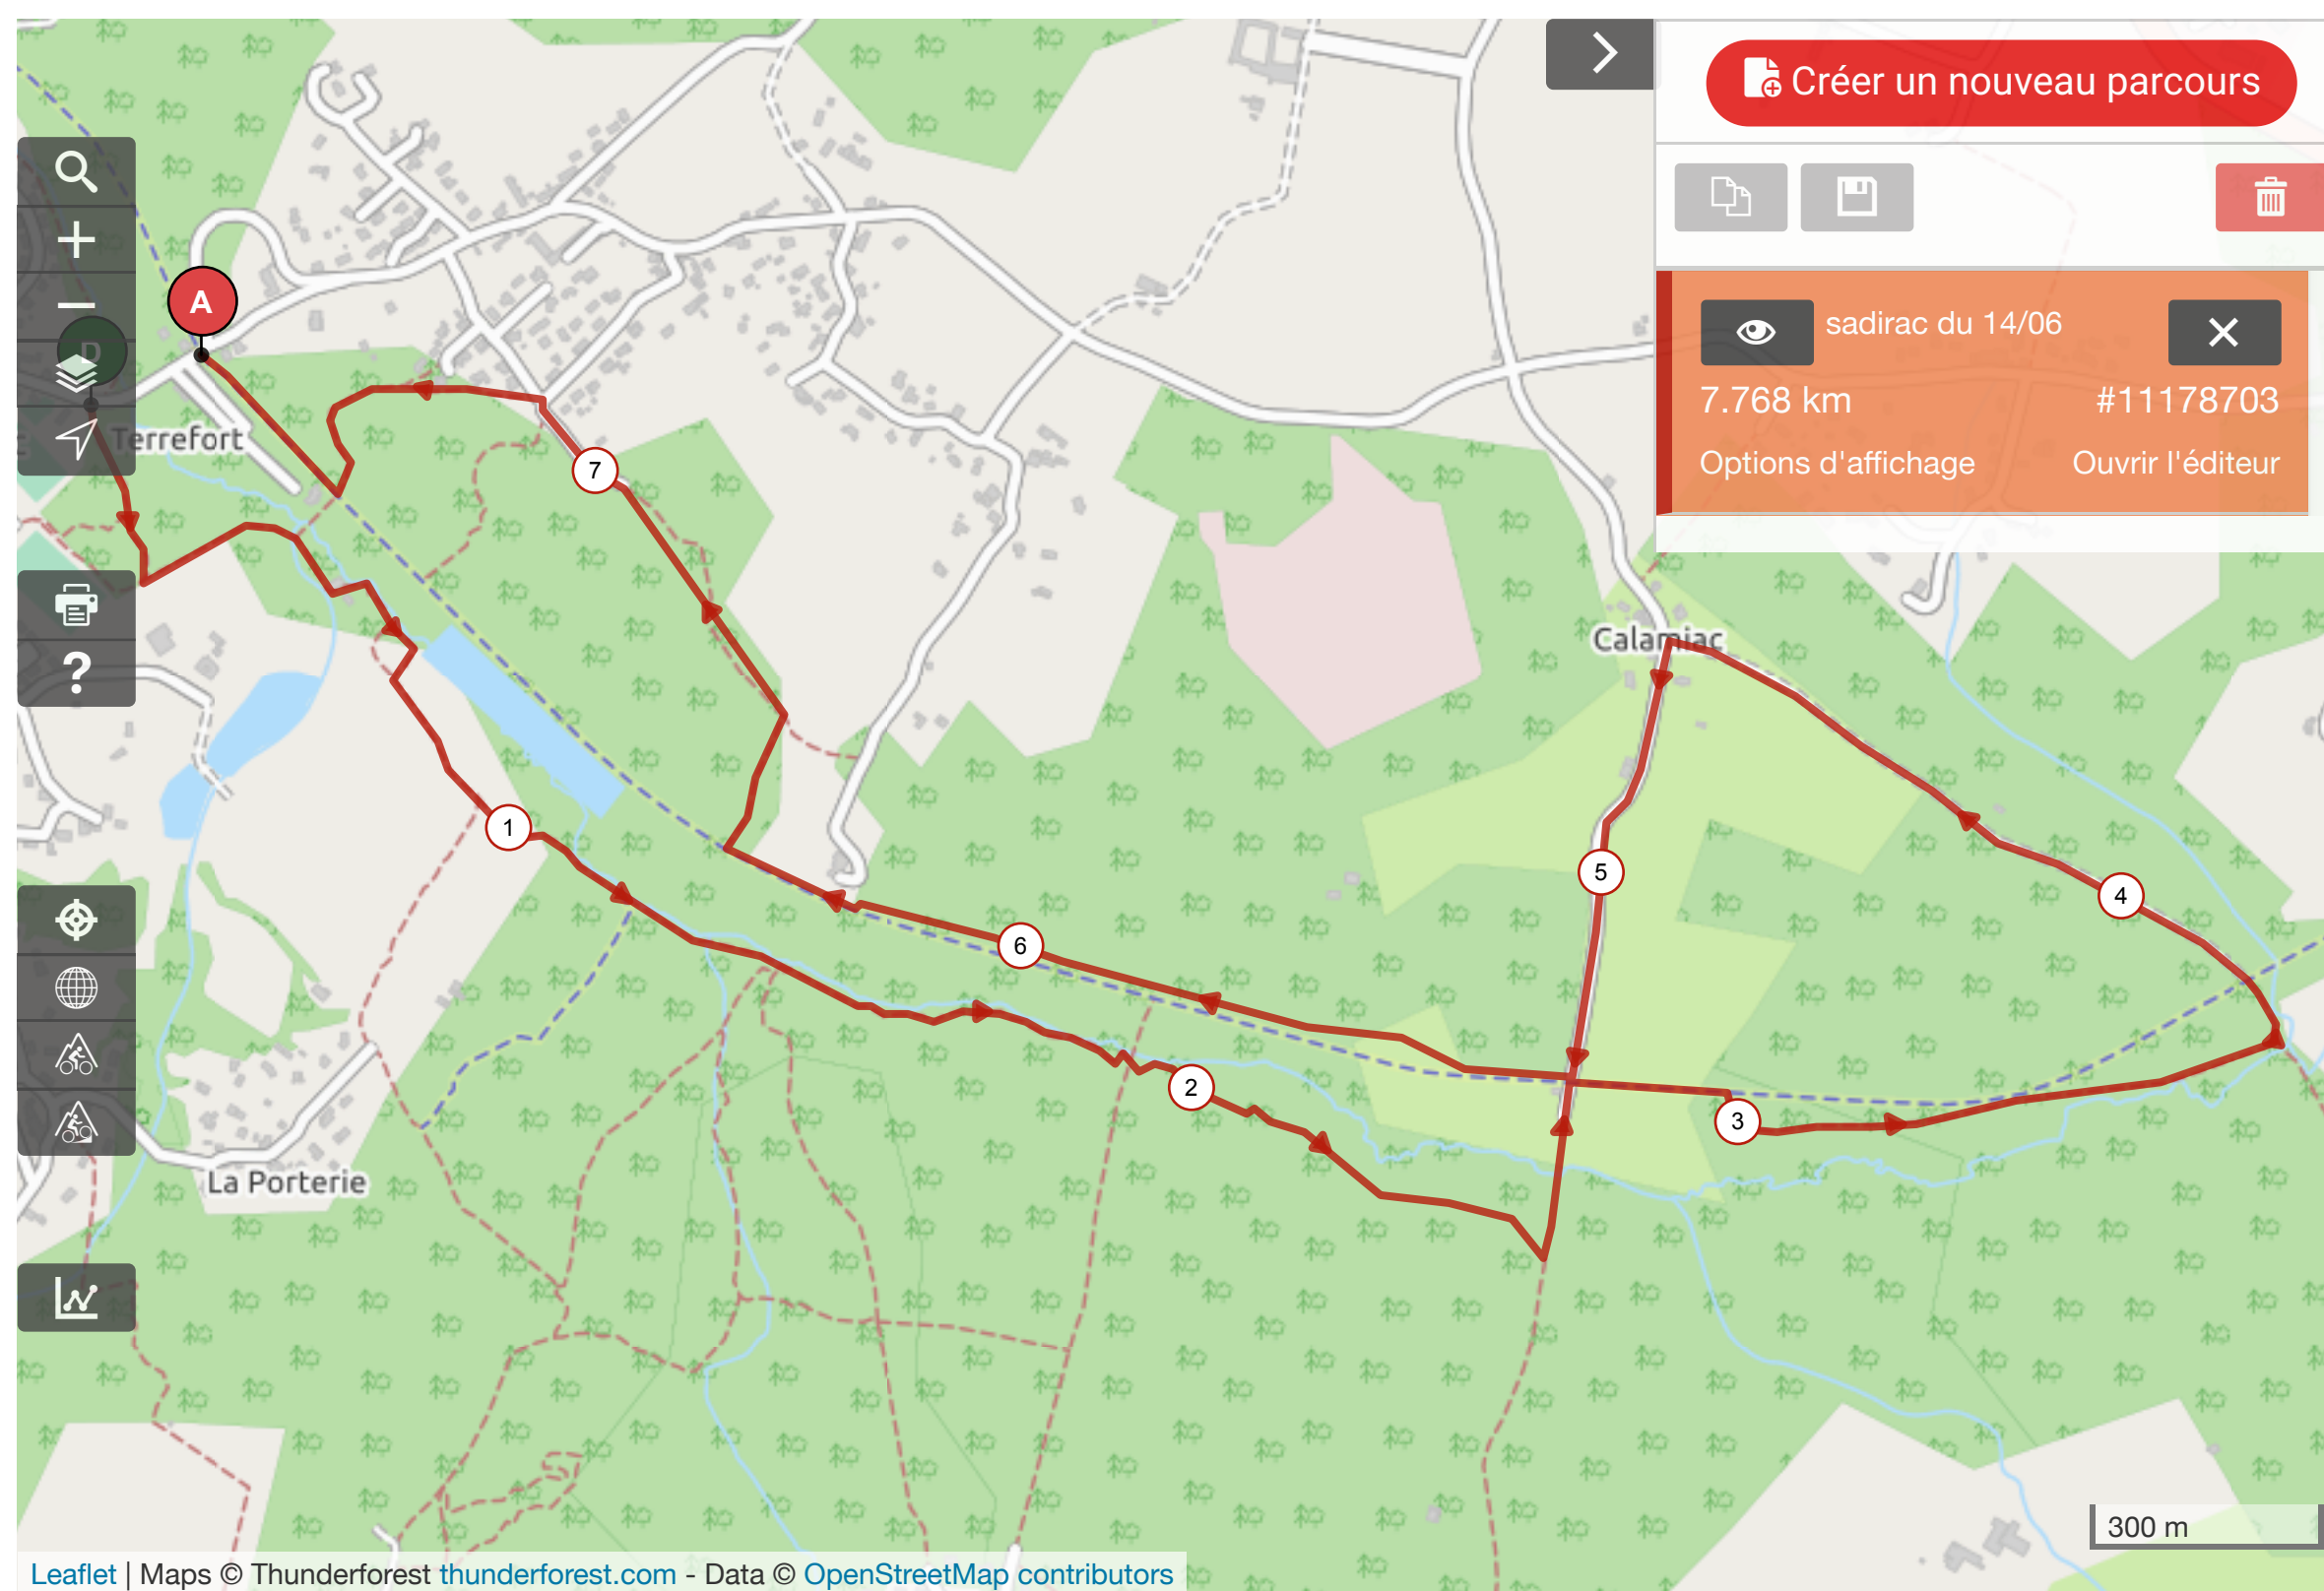 Créer un nouveau parcours
sadirac du 14/06
7.768 km #11178703
Options d'affichage Ouvrir l'éditeur
A
D
Terrefort
7
Calamiac
1
5
4
6
2
3
La Porterie
300 m
Leaflet | Maps © Thunderforest thunderforest.com - Data © OpenStreetMap contributors